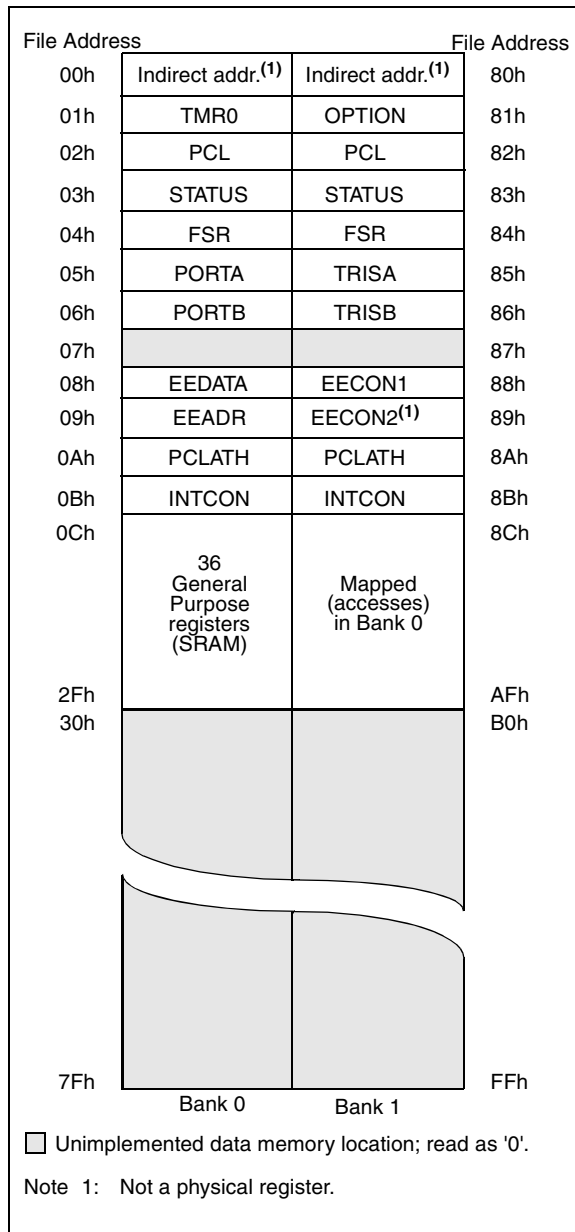 File Address File Address
00h Indirect addr.(1) Indirect addr.(1) 80h
01h TMR0 OPTION 81h
02h PCL PCL 82h
03h STATUS STATUS 83h
04h FSR FSR 84h
05h PORTA TRISA 85h
06h PORTB TRISB 86h
07h 87h
08h EEDATA EECON1 88h
09h EEADR EECON2(1) 89h
0Ah PCLATH PCLATH 8Ah
0Bh INTCON INTCON 8Bh
0Ch 8Ch
36
General
Purpose
registers
(SRAM)
Mapped
(accesses)
in Bank 0
2Fh AFh
30h B0h
7Fh FFh
Bank 0 Bank 1
Unimplemented data memory location; read as '0'.
Note 1: Not a physical register.